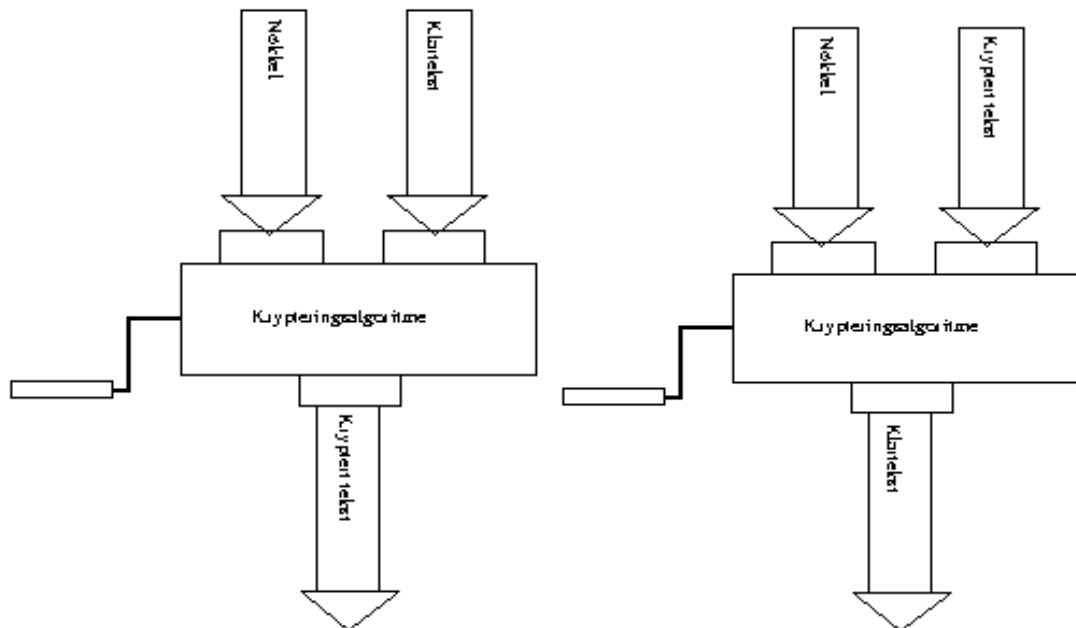 Nøkkel
Klartekst
Krypteringsalgoritme
Kryptert tekst
Nøkkel
Kryptert tekst
Krypteringsalgoritme
Klartekst